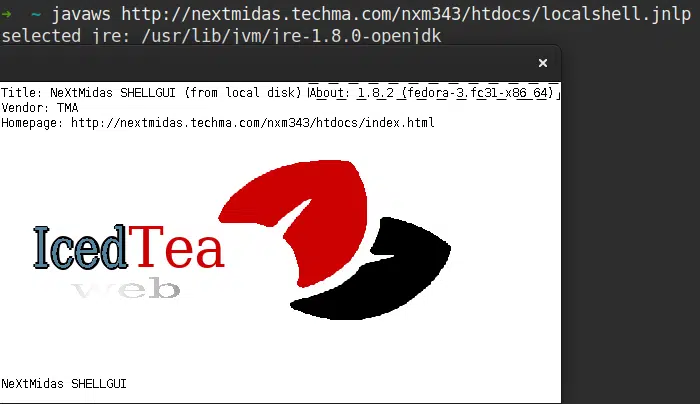 ➜ ~ javaws http://nextmidas.techma.com/nxm343/htdocs/localshell.jnlp
selected jre: /usr/lib/jvm/jre-1.8.0-openjdk
×
Title: NeXtMidas SHELLGUI (from local disk) About: 1.8.2 (fedora-3.fc31-x86_64)
Vendor: TMA
Homepage: http://nextmidas.techma.com/nxm343/htdocs/index.html
IcedTea
web
NeXtMidas SHELLGUI